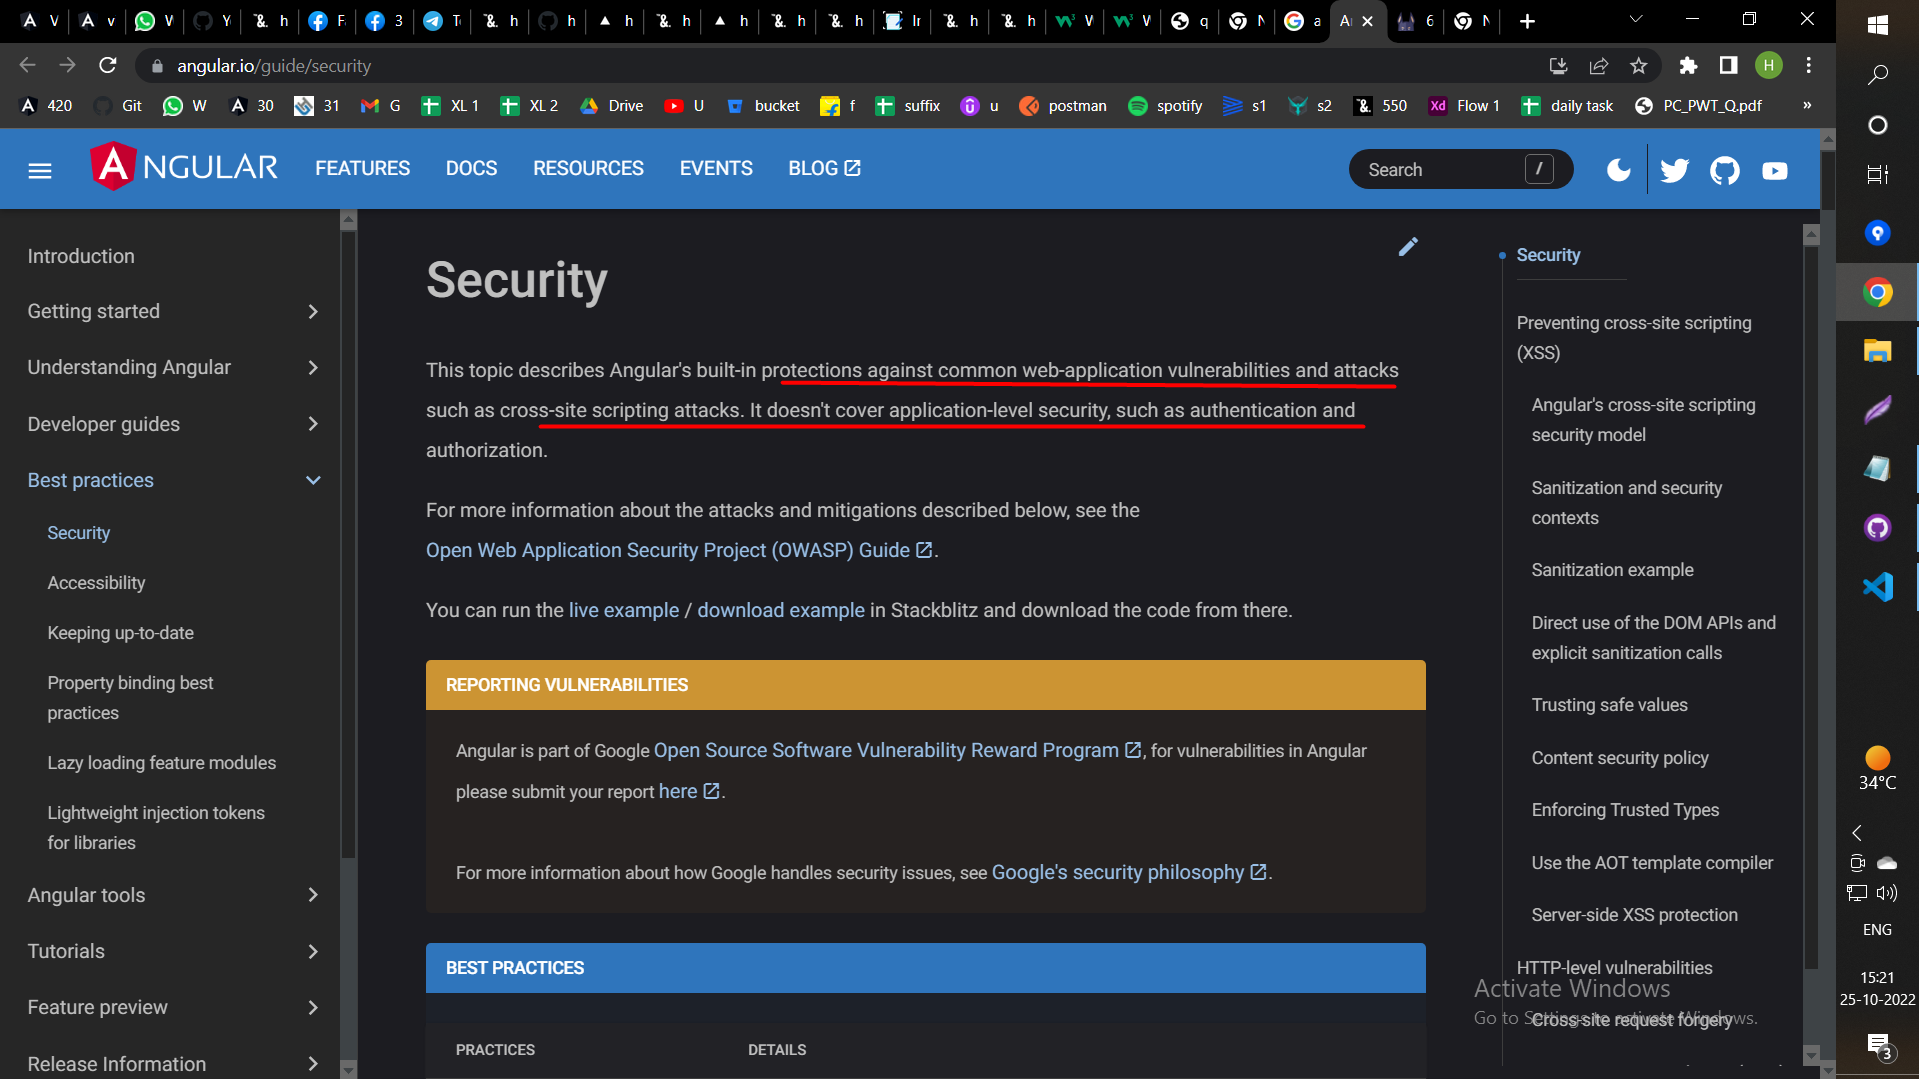 angular.io/guide/security
H
420
Git
W
30
31
G
XL 1
XL 2
Drive
U
bucket
f
suffix
u
postman
spotify
s1
s2
550
Flow 1
daily task
PC_PWT_Q.pdf
»
ANGULAR
FEATURES
DOCS
RESOURCES
EVENTS
BLOG
Search
/
Introduction
Getting started
Understanding Angular
Developer guides
Best practices
Security
Accessibility
Keeping up-to-date
Property binding best
practices
Lazy loading feature modules
Lightweight injection tokens
for libraries
Angular tools
Tutorials
Feature preview
Release Information
Security
This topic describes Angular's built-in protections against common web-application vulnerabilities and attacks
such as cross-site scripting attacks. It doesn't cover application-level security, such as authentication and
authorization.
For more information about the attacks and mitigations described below, see the
Open Web Application Security Project (OWASP) Guide.
You can run the live example / download example in Stackblitz and download the code from there.
REPORTING VULNERABILITIES
Angular is part of Google Open Source Software Vulnerability Reward Program, for vulnerabilities in Angular
please submit your report here.
For more information about how Google handles security issues, see Google's security philosophy.
BEST PRACTICES
PRACTICES
DETAILS
Security
Preventing cross-site scripting
(XSS)
Angular's cross-site scripting
security model
Sanitization and security
contexts
Sanitization example
Direct use of the DOM APIs and
explicit sanitization calls
Trusting safe values
Content security policy
Enforcing Trusted Types
Use the AOT template compiler
Server-side XSS protection
HTTP-level vulnerabilities
Cross-site request forgery
Activate Windows
Go to Settings to activate Windows.
34°C
ENG
15:21
25-10-2022
3